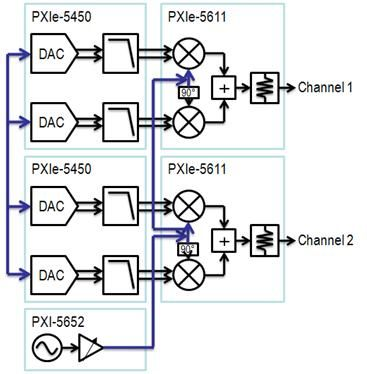 PXIe-5450
PXIe-5611
DAC
90°
+
Channel 1
DAC
PXIe-5450
PXIe-5611
DAC
90°
+
Channel 2
DAC
PXI-5652